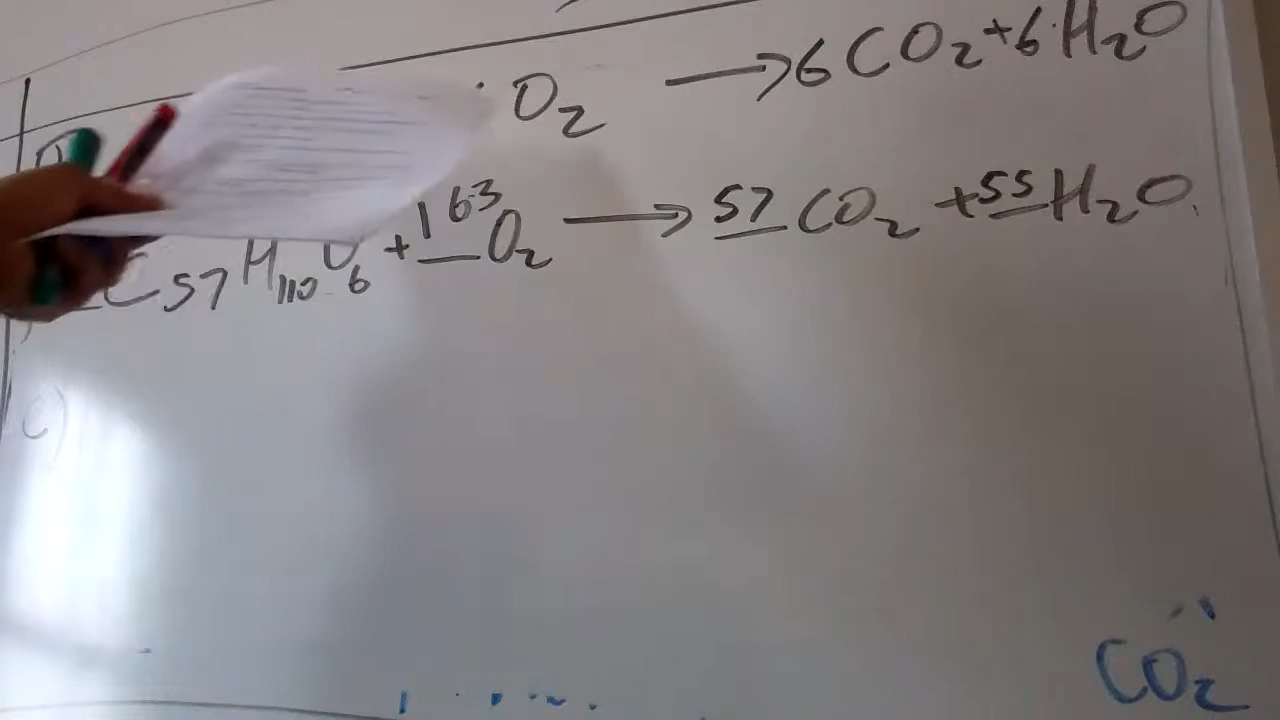 O₂ → 6CO₂ + 6H₂O
C₅₇H₁₁₀O₆ + 163 O₂ → 57 CO₂ + 55 H₂O
C)
CO₂